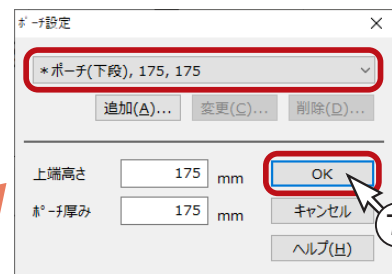 ﾎﾟｰﾁ設定
*ポーチ(下段), 175, 175
追加(A)... 変更(C)... 削除(D)...
上端高さ 175 mm OK
ﾎﾟｰﾁ厚み 175 mm キャンセル
ヘルプ(H)